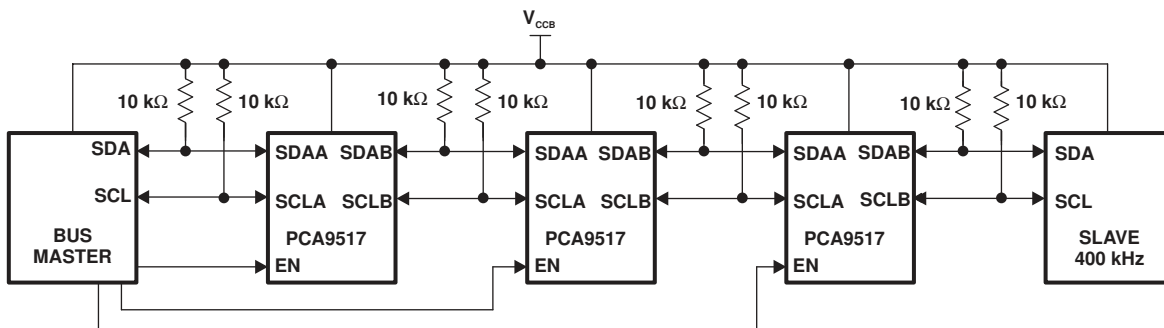 V_CCB
10 kΩ 10 kΩ 10 kΩ 10 kΩ 10 kΩ 10 kΩ 10 kΩ 10 kΩ
SDA SDAA SDAB SDAA SDAB SDAA SDAB SDA
SCL SCLA SCLB SCLA SCLB SCLA SCLB SCL
BUS MASTER
PCA9517
EN
PCA9517
EN
PCA9517
EN
SLAVE
400 kHz